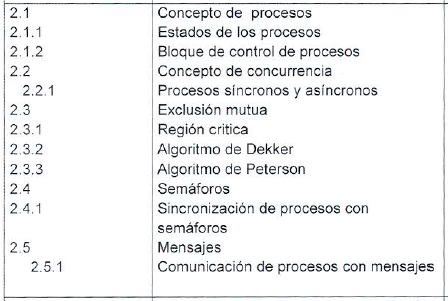 2.1 Concepto de procesos
2.1.1 Estados de los procesos
2.1.2 Bloque de control de procesos
2.2 Concepto de concurrencia
2.2.1 Procesos síncronos y asíncronos
2.3 Exclusión mutua
2.3.1 Región critica
2.3.2 Algoritmo de Dekker
2.3.3 Algoritmo de Peterson
2.4 Semáforos
2.4.1 Sincronización de procesos con
semáforos
2.5 Mensajes
2.5.1 Comunicación de procesos con mensajes